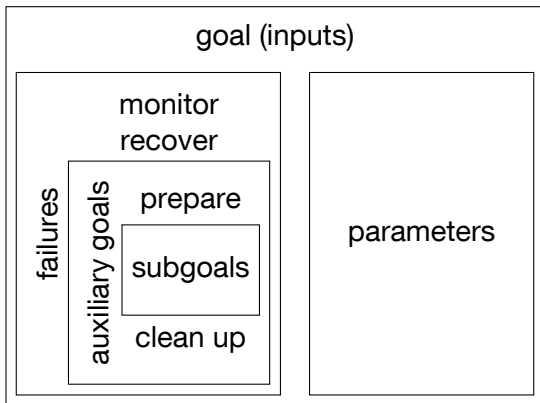 goal (inputs)
monitor
recover
failures
auxiliary goals
prepare
subgoals
clean up
parameters